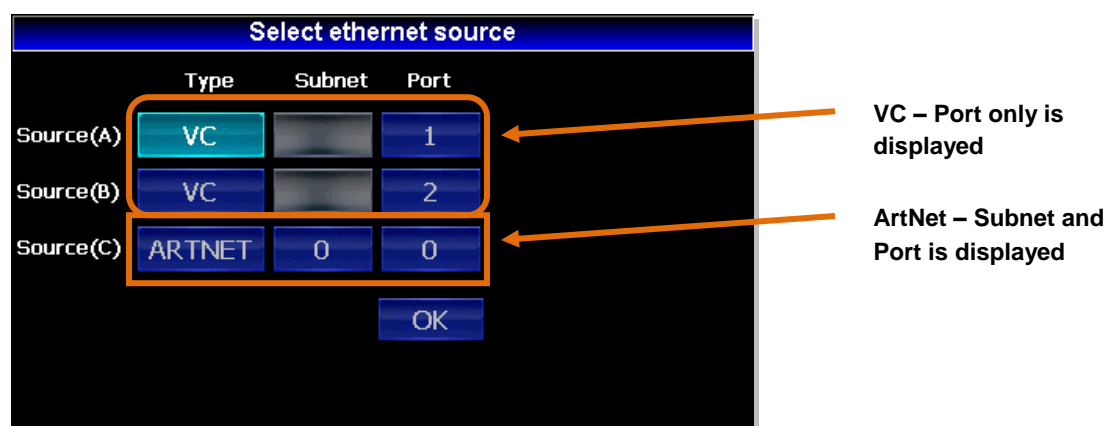 Select ethernet source
Type Subnet Port
Source(A) VC 1
Source(B) VC 2
Source(C) ARTNET 0 0
OK
VC – Port only is
displayed
ArtNet – Subnet and
Port is displayed